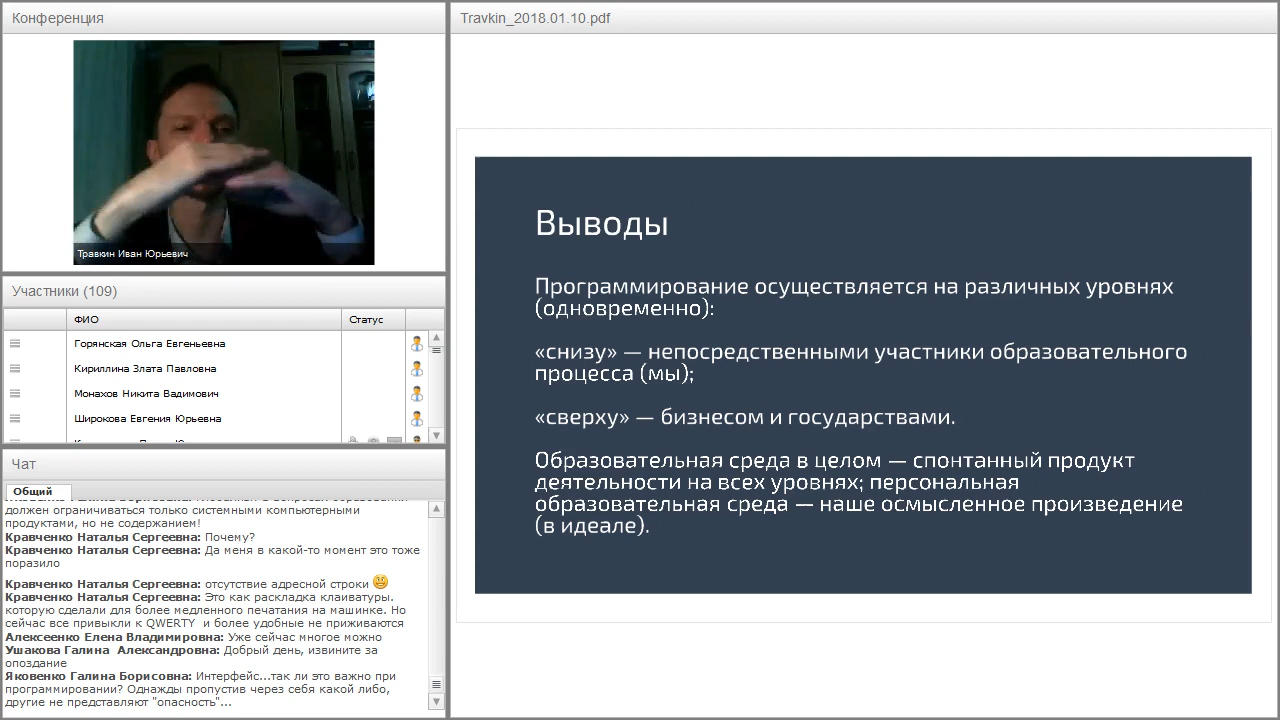 Конференция
Травкин Иван Юрьевич
Участники (109)
ФИО
Статус
Горянская Ольга Евгеньевна
Кириллина Злата Павловна
Монахов Никита Вадимович
Широкова Евгения Юрьевна
Чат
Общий
должен ограничиваться только системными компьютерными
продуктами, но не содержанием!
Кравченко Наталья Сергеевна: Почему?
Кравченко Наталья Сергеевна: Да меня в какой-то момент это тоже
поразило
Кравченко Наталья Сергеевна: отсутствие адресной строки
Кравченко Наталья Сергеевна: Это как раскладка клаиватуры.
которую сделали для более медленного печатания на машинке. Но
сейчас все привыкли к QWERTY и более удобные не приживаются
Алексеенко Елена Владимировна: Уже сейчас многое можно
Ушакова Галина Александровна: Добрый день, извините за
опоздание
Яковенко Галина Борисовна: Интерфейс...так ли это важно при
программировании? Однажды пропустив через себя какой либо,
другие не представляют "опасность"...
Travkin_2018.01.10.pdf
Выводы
Программирование осуществляется на различных уровнях
(одновременно):
«снизу» — непосредственными участники образовательного
процесса (мы);
«сверху» — бизнесом и государствами.
Образовательная среда в целом — спонтанный продукт
деятельности на всех уровнях; персональная
образовательная среда — наше осмысленное произведение
(в идеале).